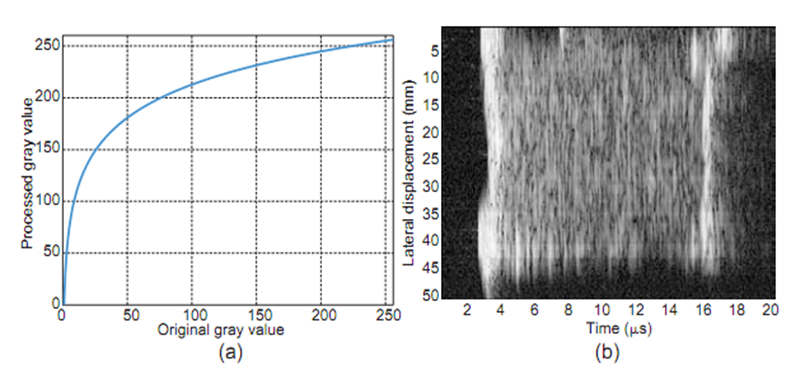 250
200
150
100
50
0
Processed gray value
0 50 100 150 200 250
Original gray value
(a)
5
10
15
20
25
30
35
40
45
50
Lateral displacement (mm)
2 4 6 8 10 12 14 16 18 20
Time (μs)
(b)